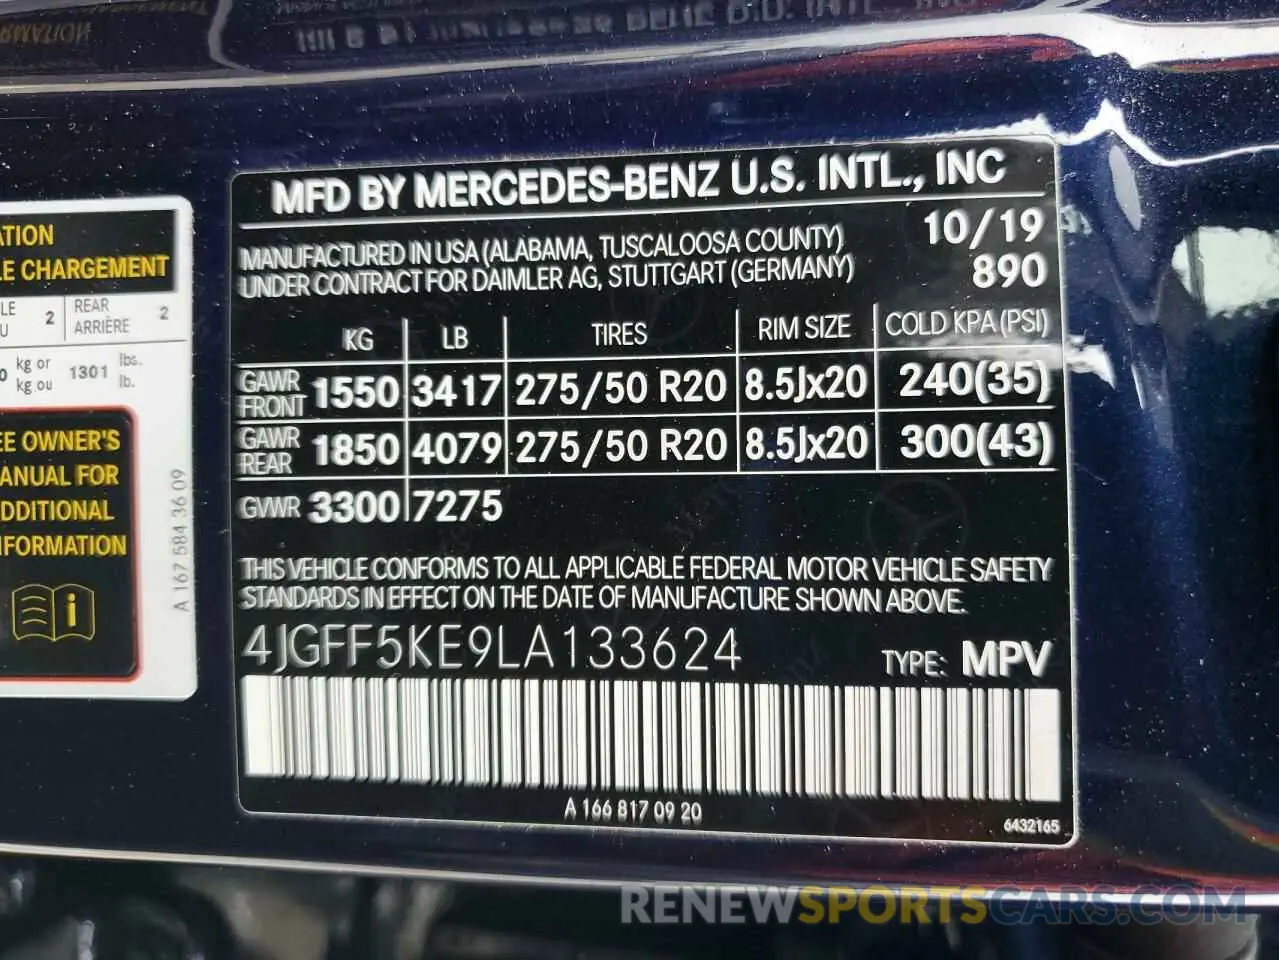 MFD BY MERCEDES-BENZ U.S. INTL., INC
MANUFACTURED IN USA (ALABAMA, TUSCALOOSA COUNTY) 10/19
UNDER CONTRACT FOR DAIMLER AG, STUTTGART (GERMANY) 890
KG LB TIRES RIM SIZE COLD KPA (PSI)
GAWR FRONT 1550 3417 275/50 R20 8.5Jx20 240(35)
GAWR REAR 1850 4079 275/50 R20 8.5Jx20 300(43)
GVWR 3300 7275
THIS VEHICLE CONFORMS TO ALL APPLICABLE FEDERAL MOTOR VEHICLE SAFETY
STANDARDS IN EFFECT ON THE DATE OF MANUFACTURE SHOWN ABOVE.
4JGFF5KE9LA133624 TYPE: MPV
A 166 817 09 20
6432165
ATION
LE CHARGEMENT
LE 2 REAR 2
U ARRIÈRE
0 kg or 1301 lbs.
kg ou lb.
EE OWNER'S
ANUAL FOR
DDITIONAL
NFORMATION
A 167 584 36 09
RENEWSPORTSCARS.COM